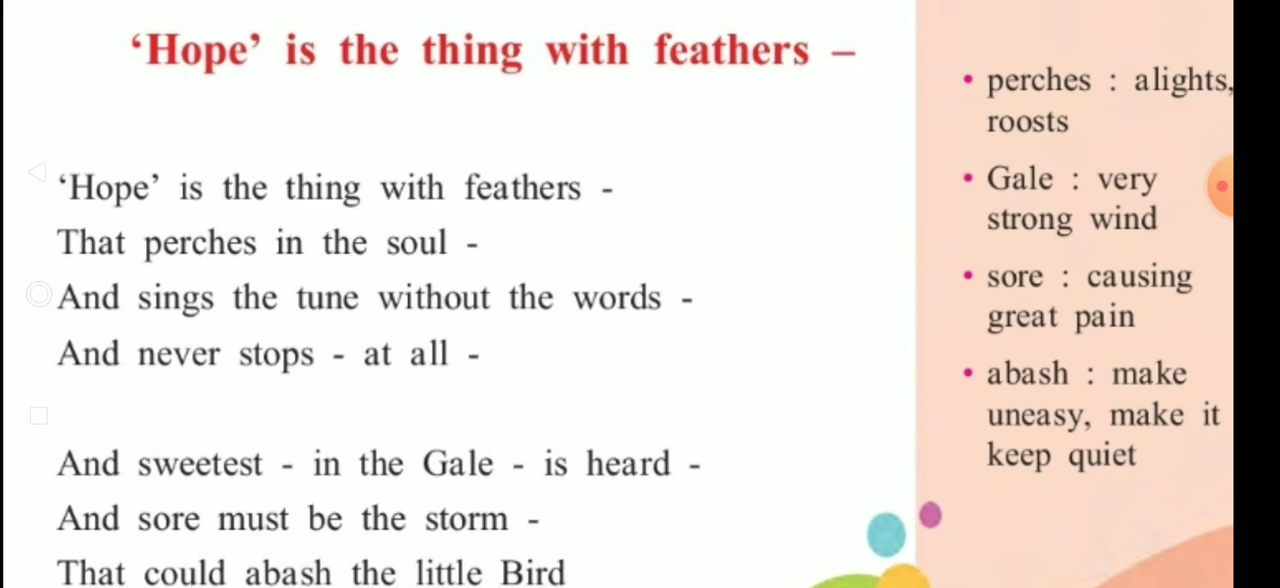 ‘Hope’ is the thing with feathers –
‘Hope’ is the thing with feathers -
That perches in the soul -
And sings the tune without the words -
And never stops - at all -
And sweetest - in the Gale - is heard -
And sore must be the storm -
That could abash the little Bird
• perches : alights,
roosts
• Gale : very
strong wind
• sore : causing
great pain
• abash : make
uneasy, make it
keep quiet